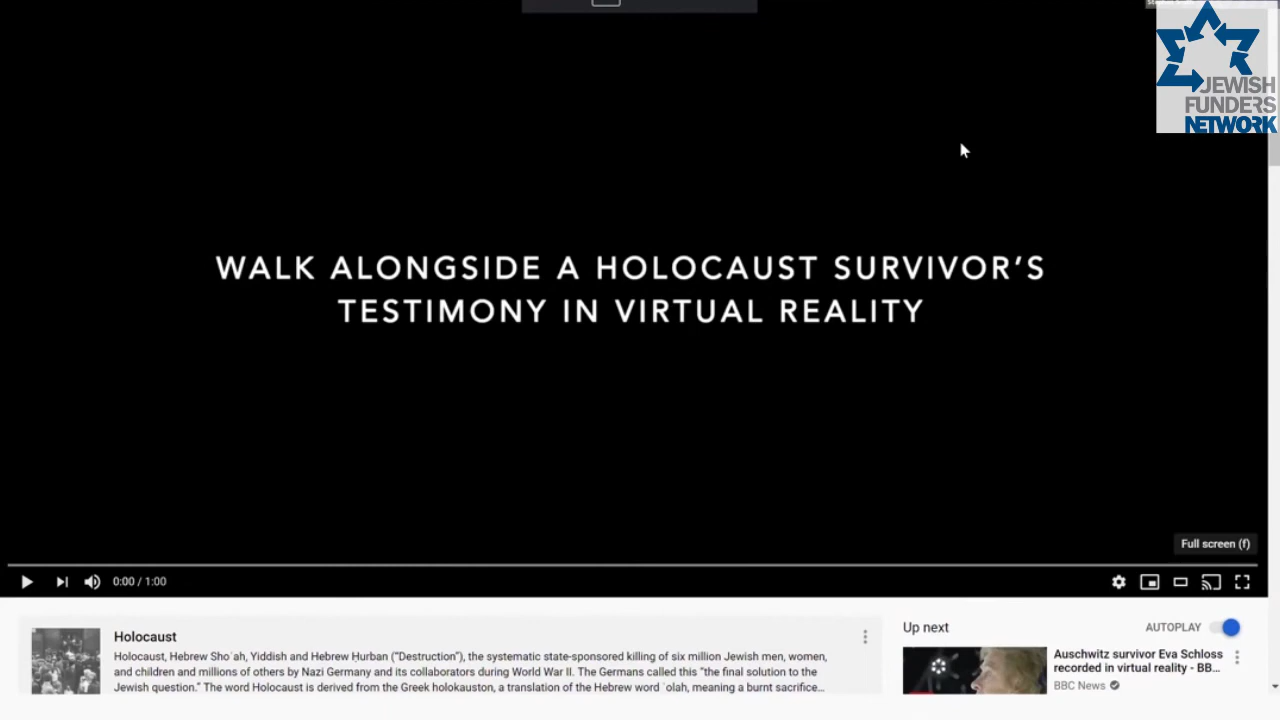 JEWISH
FUNDERS
NETWORK
WALK ALONGSIDE A HOLOCAUST SURVIVOR'S
TESTIMONY IN VIRTUAL REALITY
Full screen (f)
0:00 / 1:00
Holocaust
Holocaust, Hebrew Shoʾah, Yiddish and Hebrew Ḥurban (“Destruction”), the systematic state-sponsored killing of six million Jewish men, women,
and children and millions of others by Nazi Germany and its collaborators during World War II. The Germans called this "the final solution to the
Jewish question." The word Holocaust is derived from the Greek holokauston, a translation of the Hebrew word ʿolah, meaning a burnt sacrifice...
Up next
AUTOPLAY
Auschwitz survivor Eva Schloss
recorded in virtual reality - BB...
BBC News